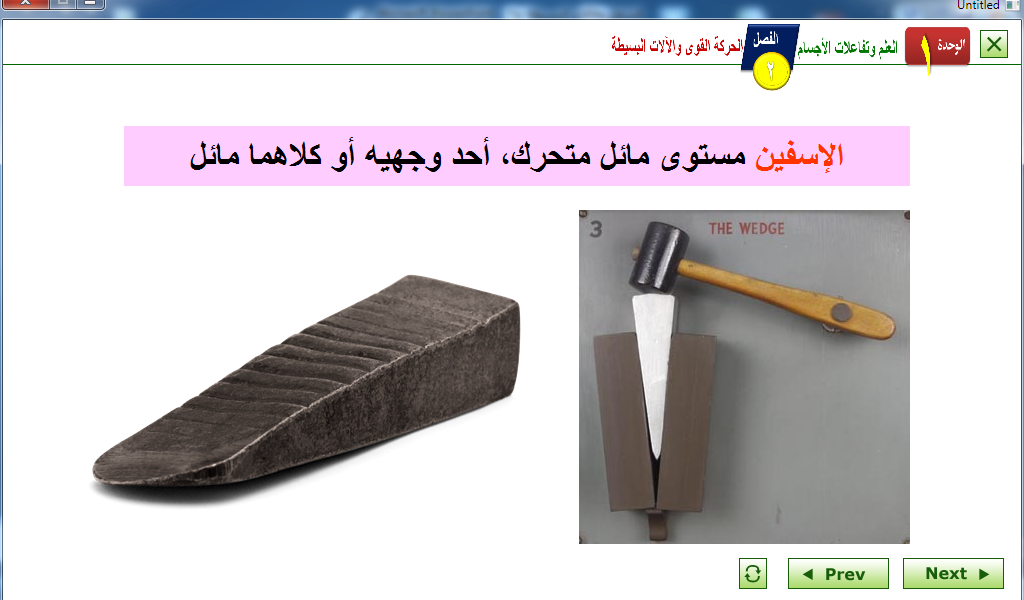 Untitled
الوحدة ١ العلم وتفاعلات الأجسام الفصل ٢ الحركة القوى والآلات البسيطة
الإسفين مستوى مائل متحرك، أحد وجهيه أو كلاهما مائل
3 THE WEDGE
Prev Next